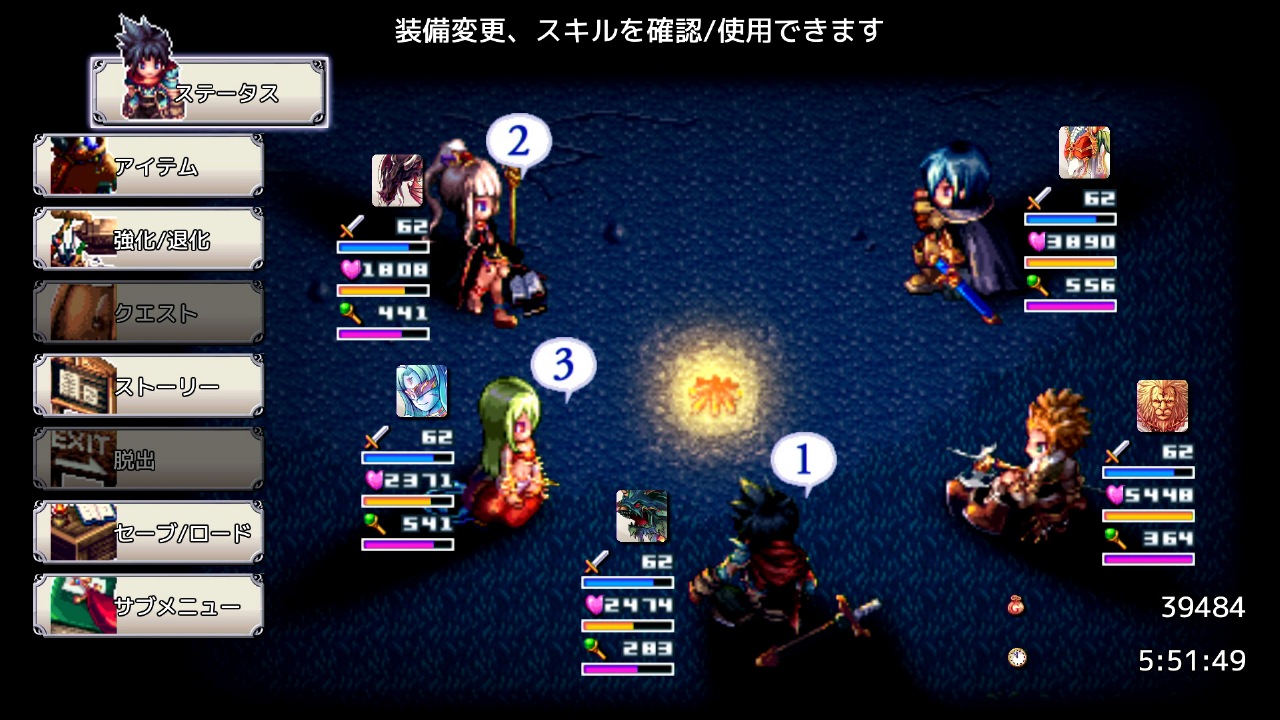 装備変更、スキルを確認/使用できます
ステータス
アイテム
強化/退化
クエスト
ストーリー
EXIT
脱出
セーブ/ロード
サブメニュー
2
62
1808
441
62
3890
556
3
62
2371
541
1
62
2474
283
62
5448
364
39484
5:51:49